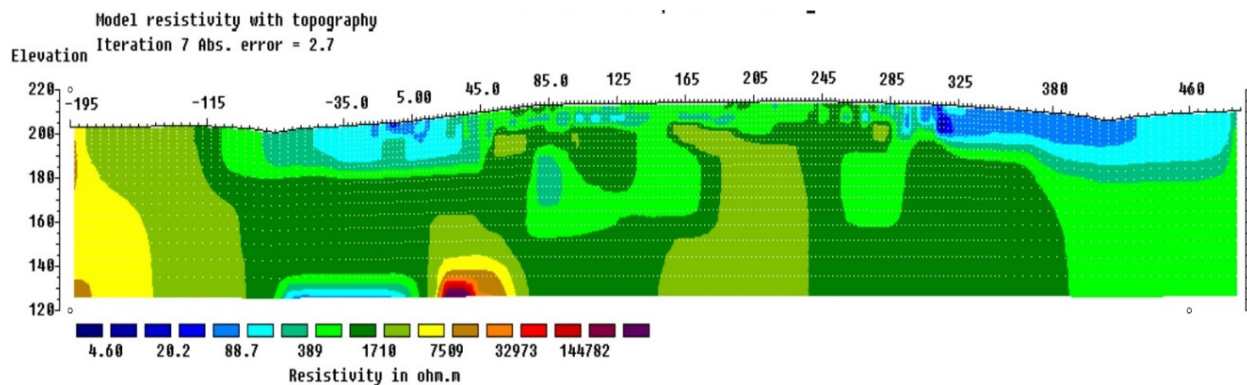 Model resistivity with topography
Iteration 7 Abs. error = 2.7
Elevation
220
200
180
160
140
120
-195 -115 -35.0 5.00 45.0 85.0 125 165 205 245 285 325 380 460
4.60 20.2 88.7 389 1710 7509 32973 144782
Resistivity in ohm.m